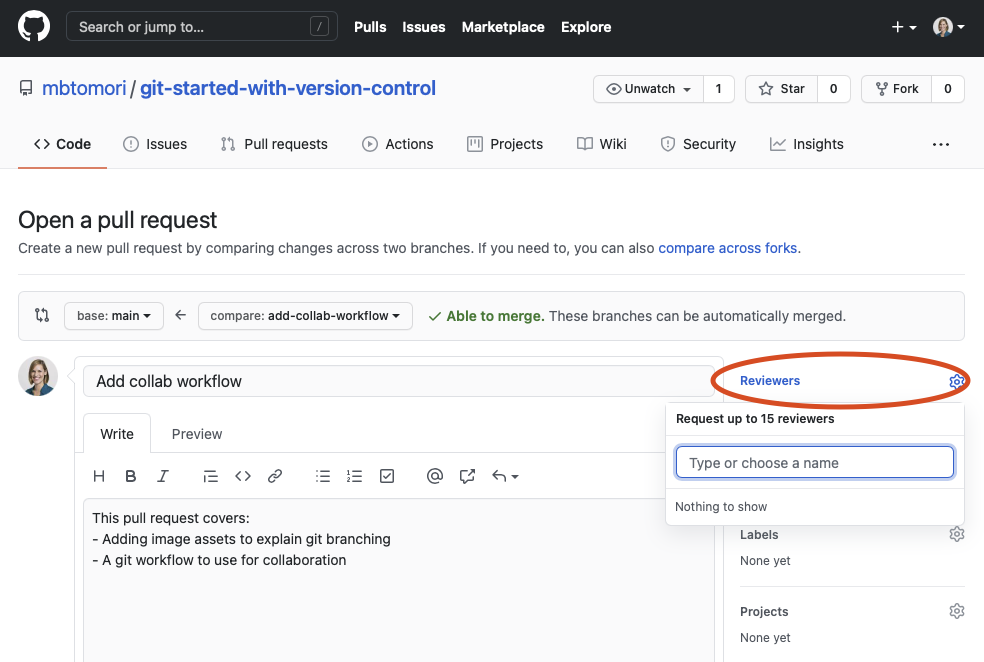 Search or jump to... /
Pulls Issues Marketplace Explore
mbtomori / git-started-with-version-control
Unwatch 1 Star 0 Fork 0
Code Issues Pull requests Actions Projects Wiki Security Insights
Open a pull request
Create a new pull request by comparing changes across two branches. If you need to, you can also compare across forks.
base: main compare: add-collab-workflow Able to merge. These branches can be automatically merged.
Add collab workflow
Write Preview
This pull request covers:
- Adding image assets to explain git branching
- A git workflow to use for collaboration
Reviewers
Request up to 15 reviewers
Type or choose a name
Nothing to show
Labels
None yet
Projects
None yet